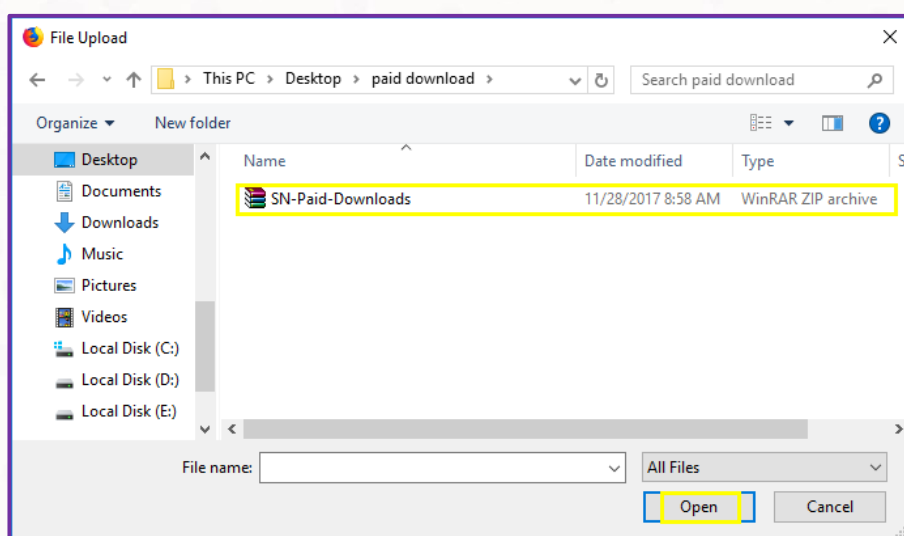 File Upload
This PC > Desktop > paid download >
Search paid download
Organize
New folder
?
Desktop
Name
Date modified
Type
S
Documents
SN-Paid-Downloads
11/28/2017 8:58 AM
WinRAR ZIP archive
Downloads
Music
Pictures
Videos
Local Disk (C:)
Local Disk (D:)
Local Disk (E:)
File name:
All Files
Open
Cancel